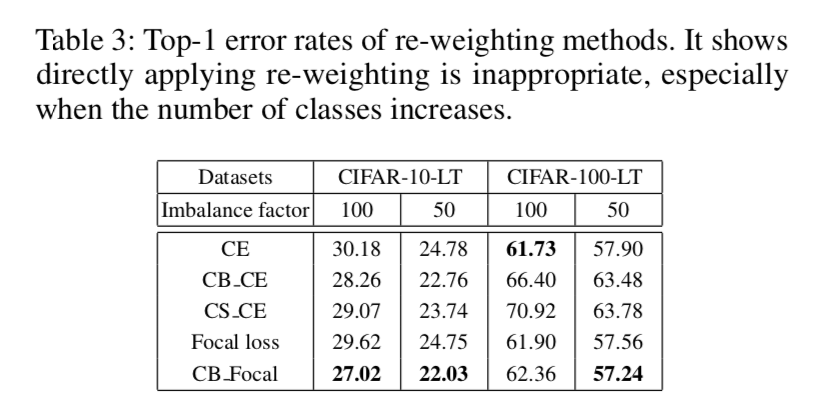 Table 3: Top-1 error rates of re-weighting methods. It shows
directly applying re-weighting is inappropriate, especially
when the number of classes increases.
Datasets CIFAR-10-LT CIFAR-100-LT
Imbalance factor 100 50 100 50
CE 30.18 24.78 61.73 57.90
CB_CE 28.26 22.76 66.40 63.48
CS_CE 29.07 23.74 70.92 63.78
Focal loss 29.62 24.75 61.90 57.56
CB_Focal 27.02 22.03 62.36 57.24